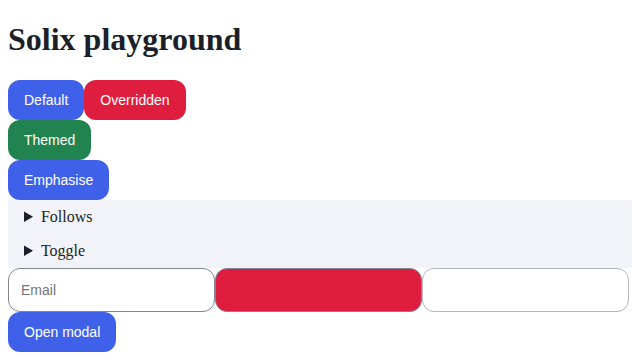 Solix playground
Default Overridden
Themed
Emphasise
Follows
Toggle
Email
Open modal